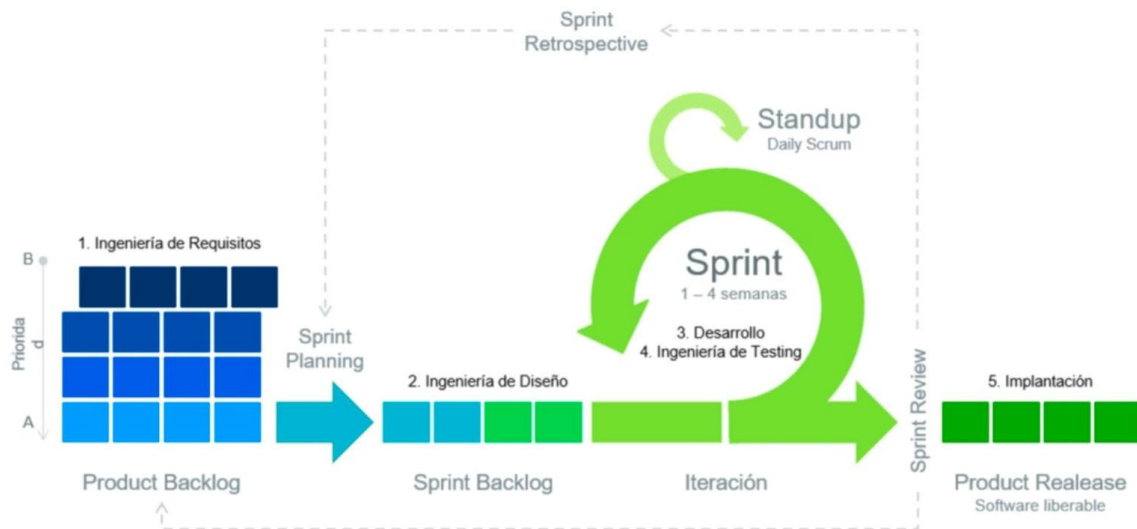 Sprint
Retrospective
Standup
Daily Scrum
1. Ingeniería de Requisitos
B
Priorida
d
A
Sprint
Planning
Sprint
1 – 4 semanas
3. Desarrollo
4. Ingeniería de Testing
2. Ingeniería de Diseño
Sprint Review
5. Implantación
Product Backlog
Sprint Backlog
Iteración
Product Realease
Software liberable